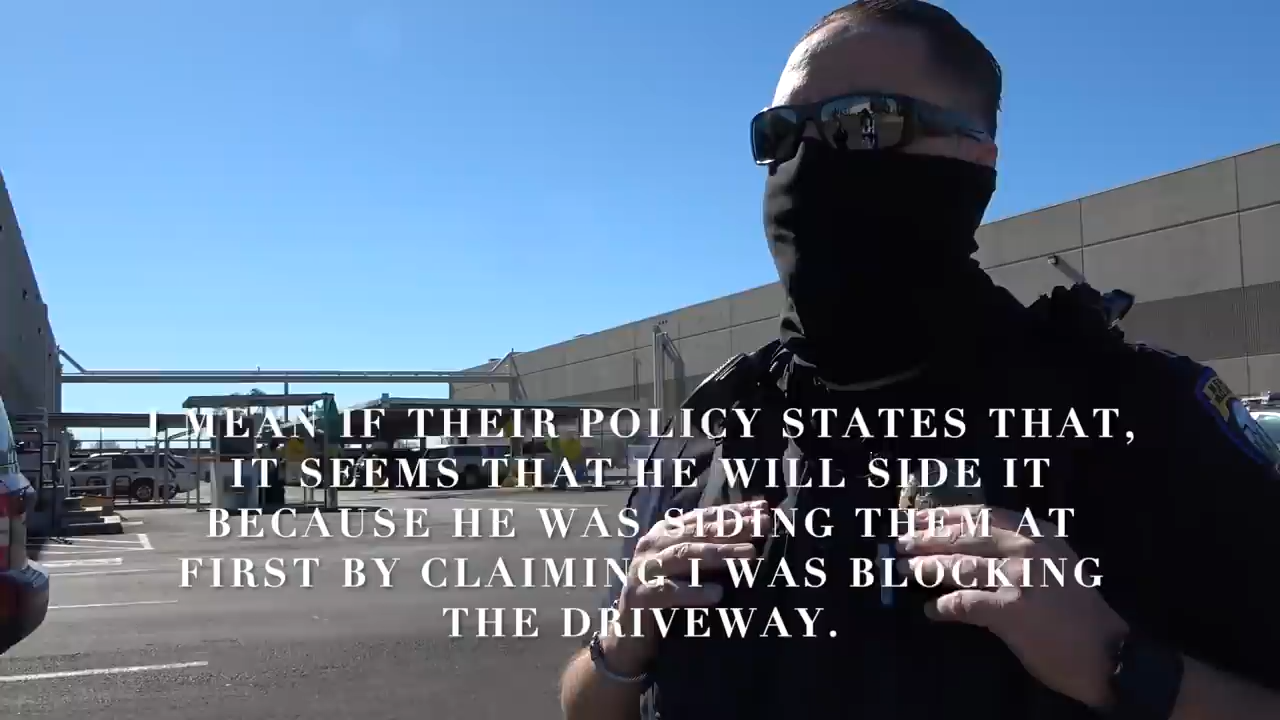 I MEAN IF THEIR POLICY STATES THAT,
IT SEEMS THAT HE WILL SIDE IT
BECAUSE HE WAS SIDING THEM AT
FIRST BY CLAIMING I WAS BLOCKING
THE DRIVEWAY.